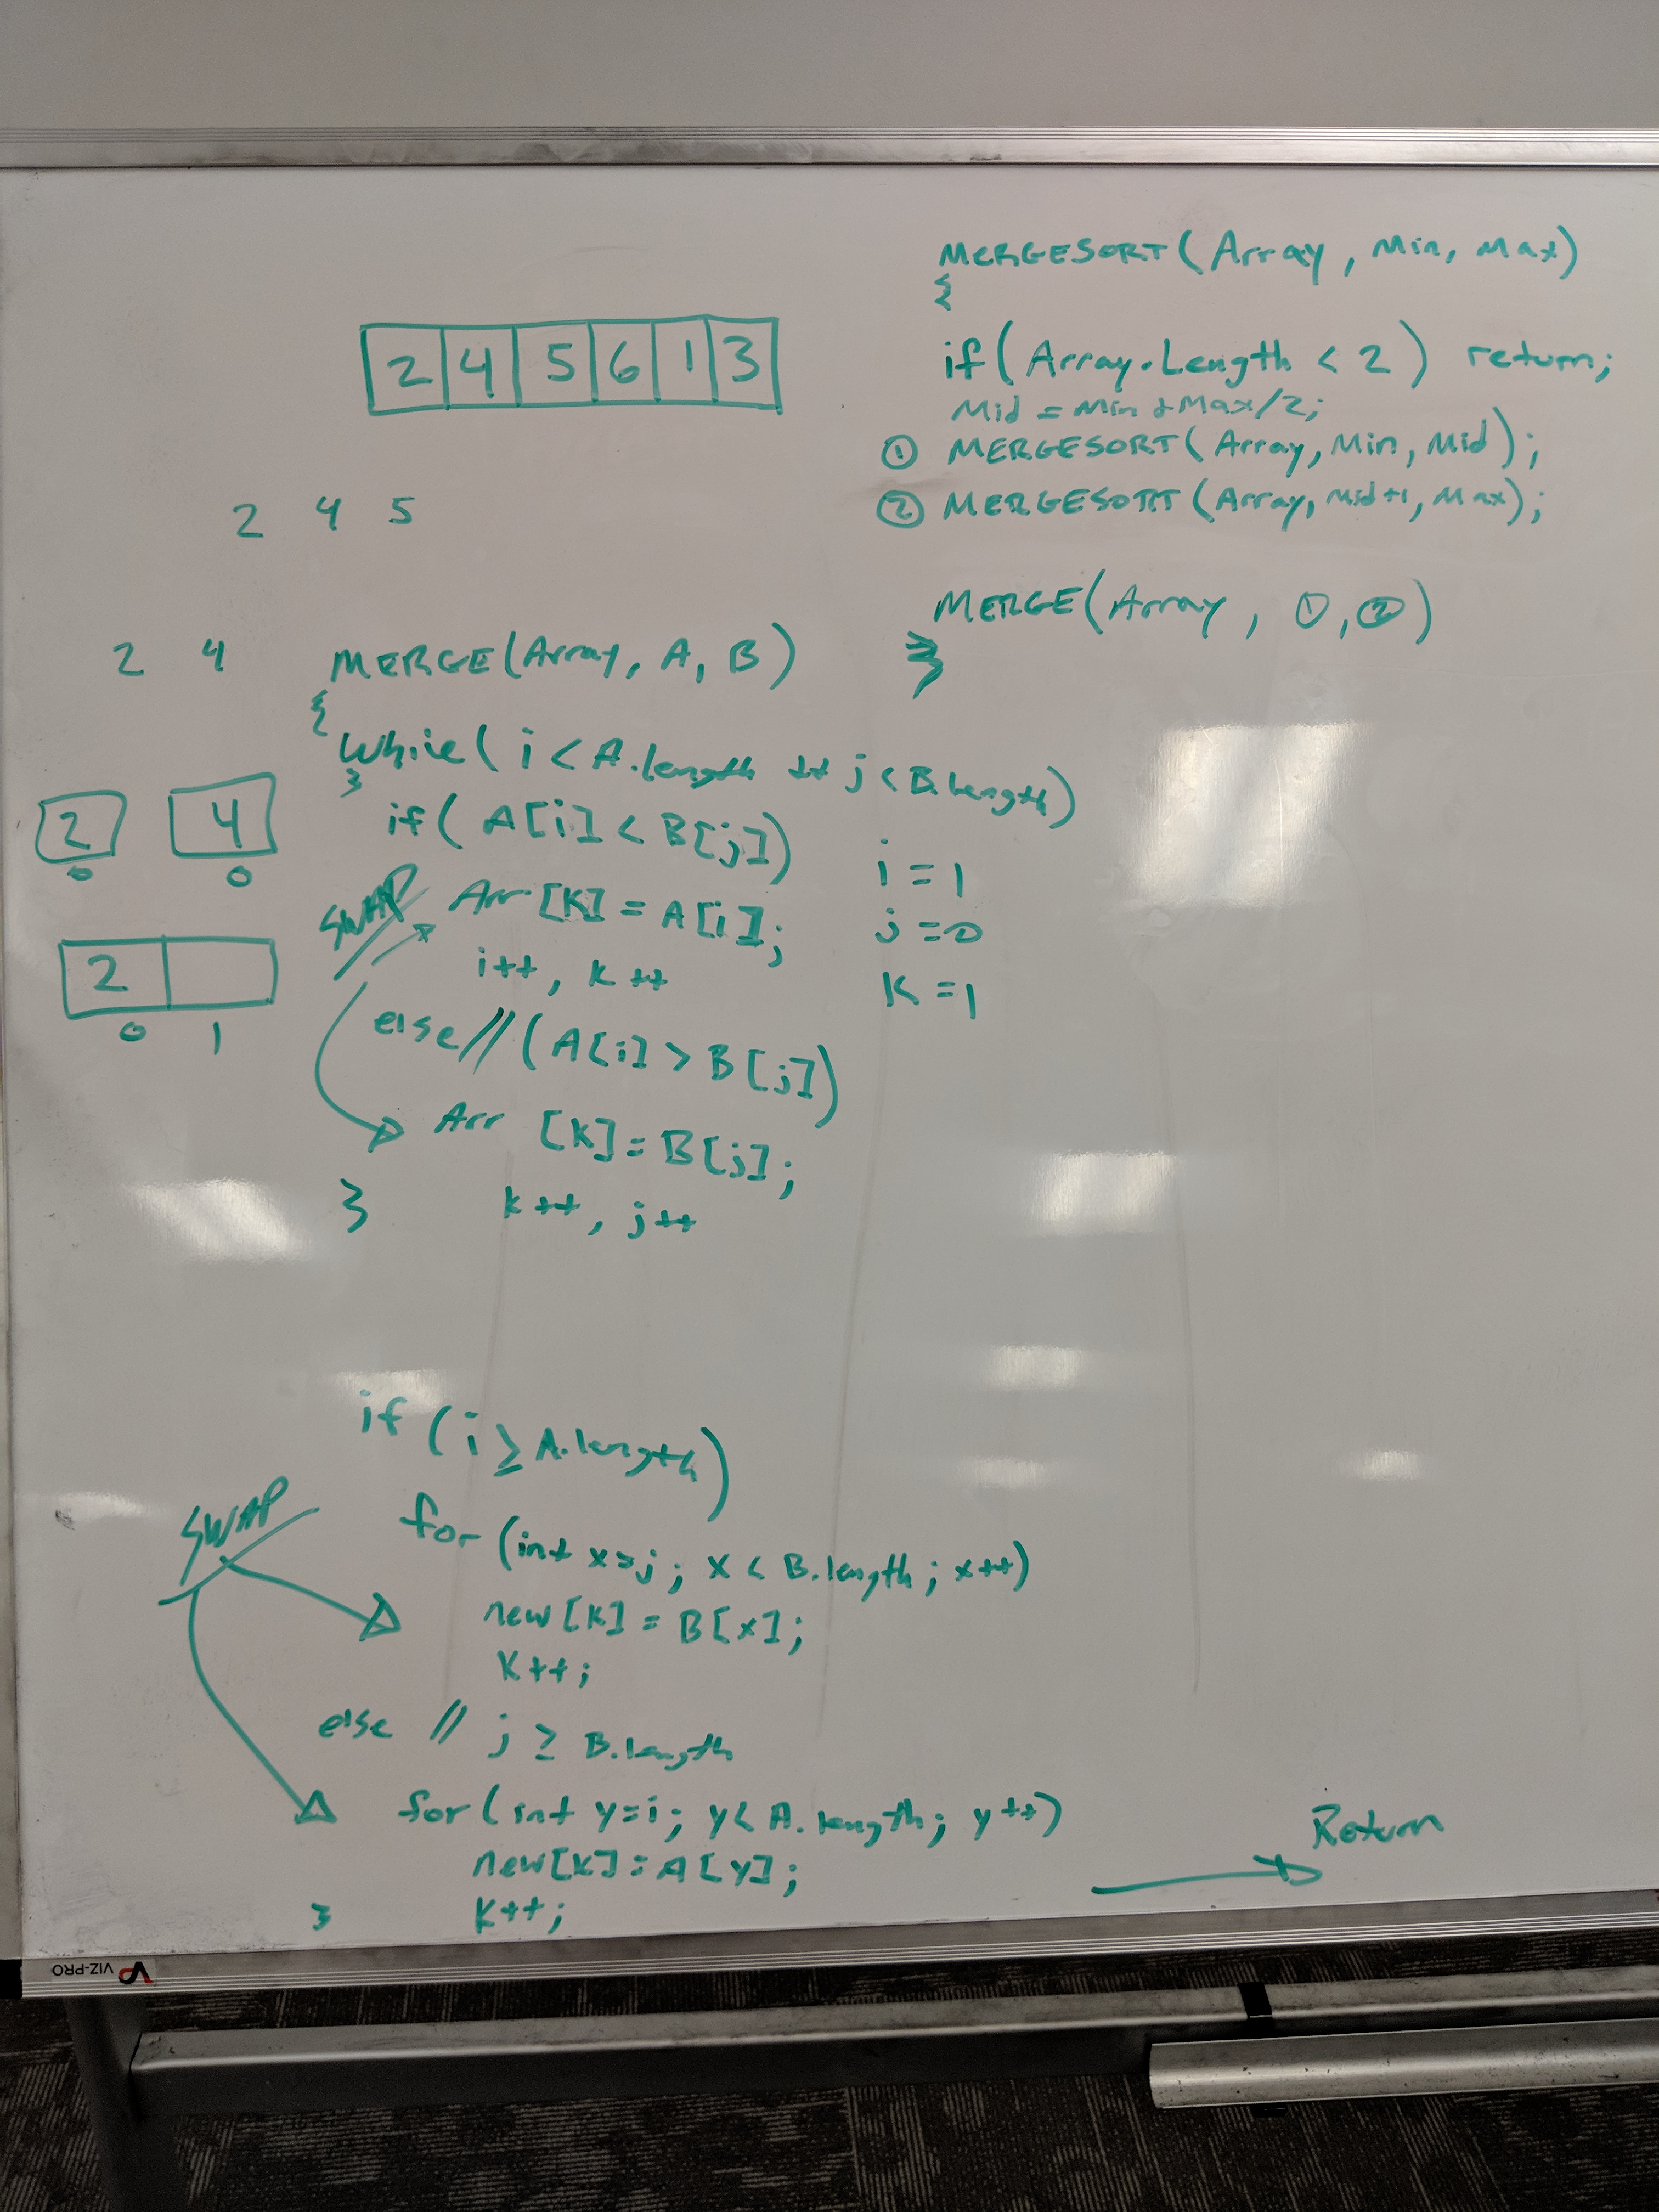 MERGESORT(Array, Min, Max)
{
if(Array.Length < 2) return;
Mid = Min + Max/2;
① MERGESORT(Array, Min, Mid);
② MERGESORT(Array, Mid+1, Max);
MERGE(Array, ①, ②)
}
2 4 5 6 1 3
2 4 5
2 4
MERGE(Array, A, B)
{
while( i < A.length ++ j < B.length)
}
if( A[i] < B[j])
SWAP
Arr [K] = A[i];
i++, k++
else // (A[i] > B[j])
Arr [K] = B[j];
k++, j++
}
2 4
0 0
2
0 1
i = 1
j = 0
K = 1
if (i ≥ A.length)
SWAP
for (int x=j; x < B.length; x++)
new[k] = B[x];
K++;
else // j ≥ B.length
for( int y=i; y< A.length; y++)
new[k] = A[y];
K++;
}
Return
VIZ-PRO